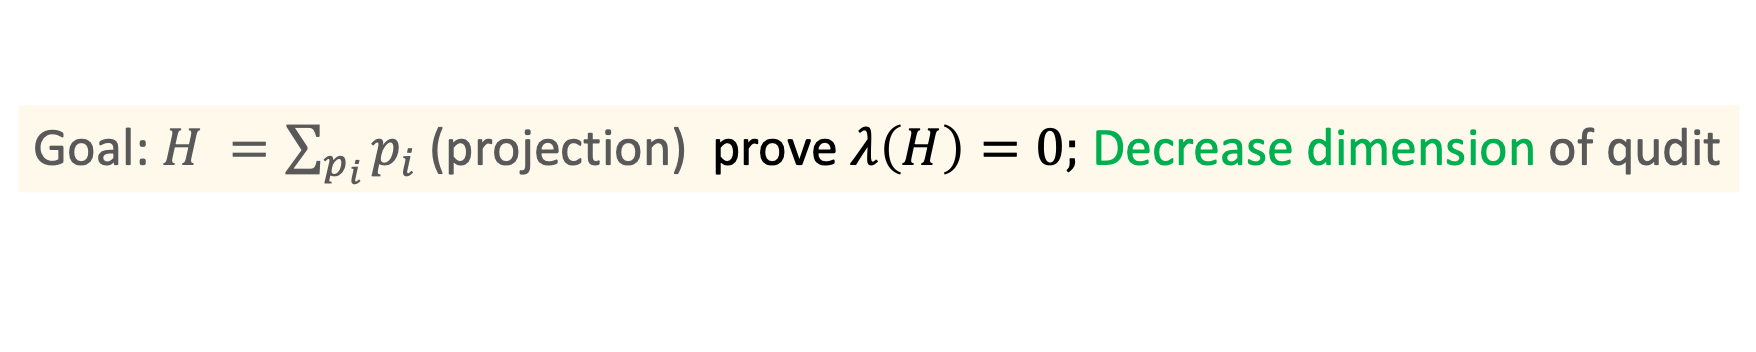 Goal: 𝐻 = ∑_{𝑝_𝑖} 𝑝_𝑖 (projection) prove 𝜆(𝐻) = 0; Decrease dimension of qudit